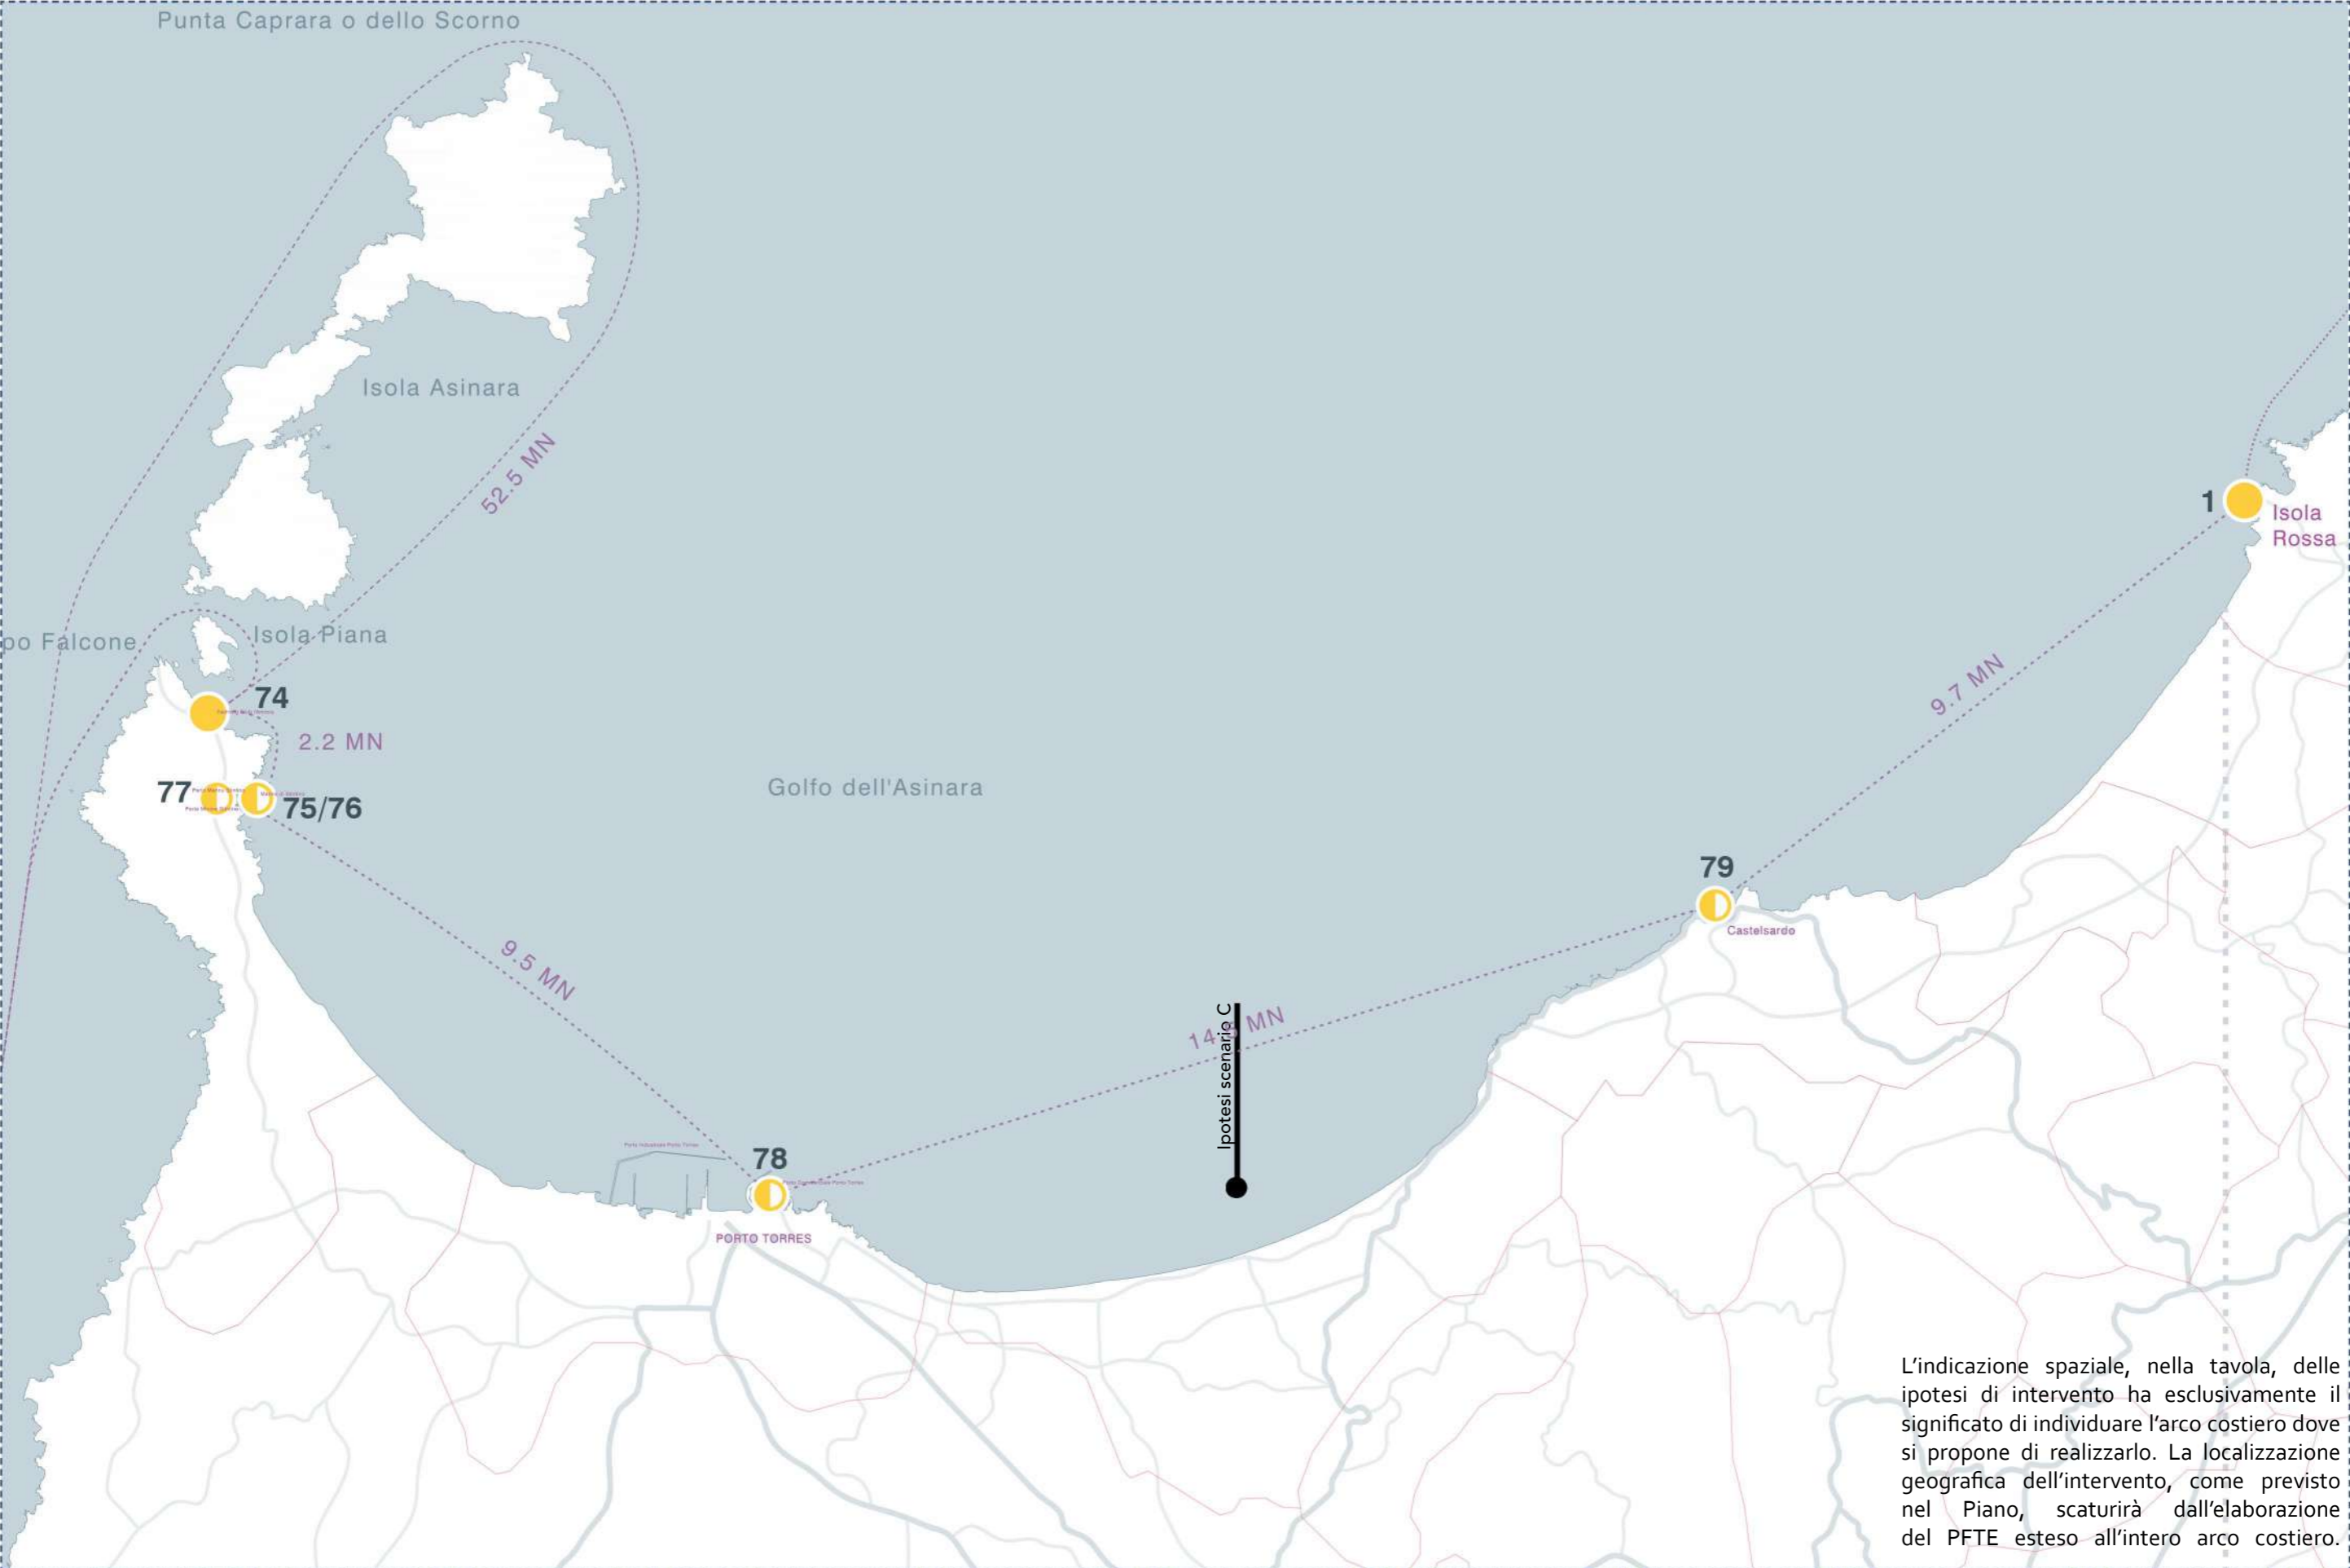 Punta Caprara o dello Scorno
Isola Asinara
52.5 MN
1
Isola
Rossa
po Falcone
Isola Piana
74
2.2 MN
9.7 MN
77
75/76
Golfo dell'Asinara
79
Castelsardo
9.5 MN
Ipotesi scenario C
MN
Porto Industriale Porto Torres
78
PORTO TORRES
L'indicazione spaziale, nella tavola, delle
ipotesi di intervento ha esclusivamente il
significato di individuare l'arco costiero dove
si propone di realizzarlo. La localizzazione
geografica dell'intervento, come previsto
nel Piano, scaturirà dall'elaborazione
del PFTE esteso all'intero arco costiero.